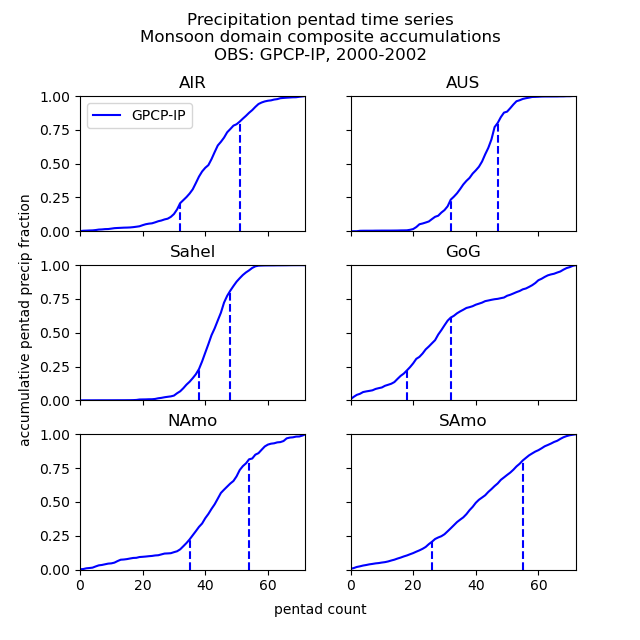 Precipitation pentad time series
Monsoon domain composite accumulations
OBS: GPCP-IP, 2000-2002
AIR
AUS
1.00
0.75
0.50
0.25
0.00
GPCP-IP
Sahel
GoG
1.00
0.75
0.50
0.25
0.00
accumulative pentad precip fraction
NAmo
SAmo
1.00
0.75
0.50
0.25
0.00
0 20 40 60
0 20 40 60
pentad count